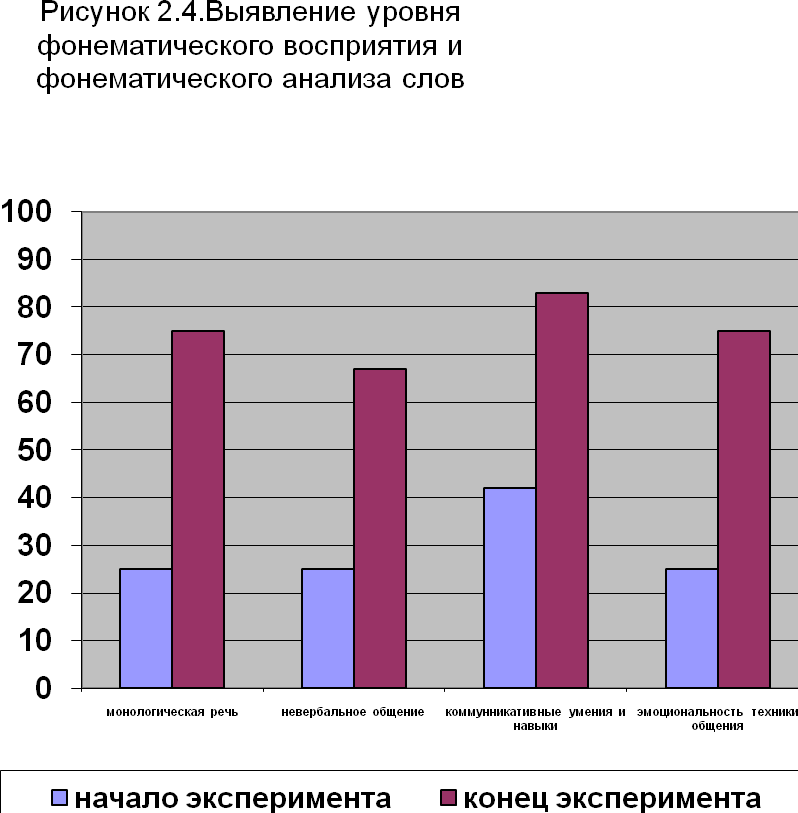 Рисунок 2.4.Выявление уровня
фонематического восприятия и
фонематического анализа слов
100
90
80
70
60
50
40
30
20
10
0
монологическая речь
невербальное общение
коммунникативные умения и
навыки
эмоциональность техники
общения
начало эксперимента
конец эксперимента